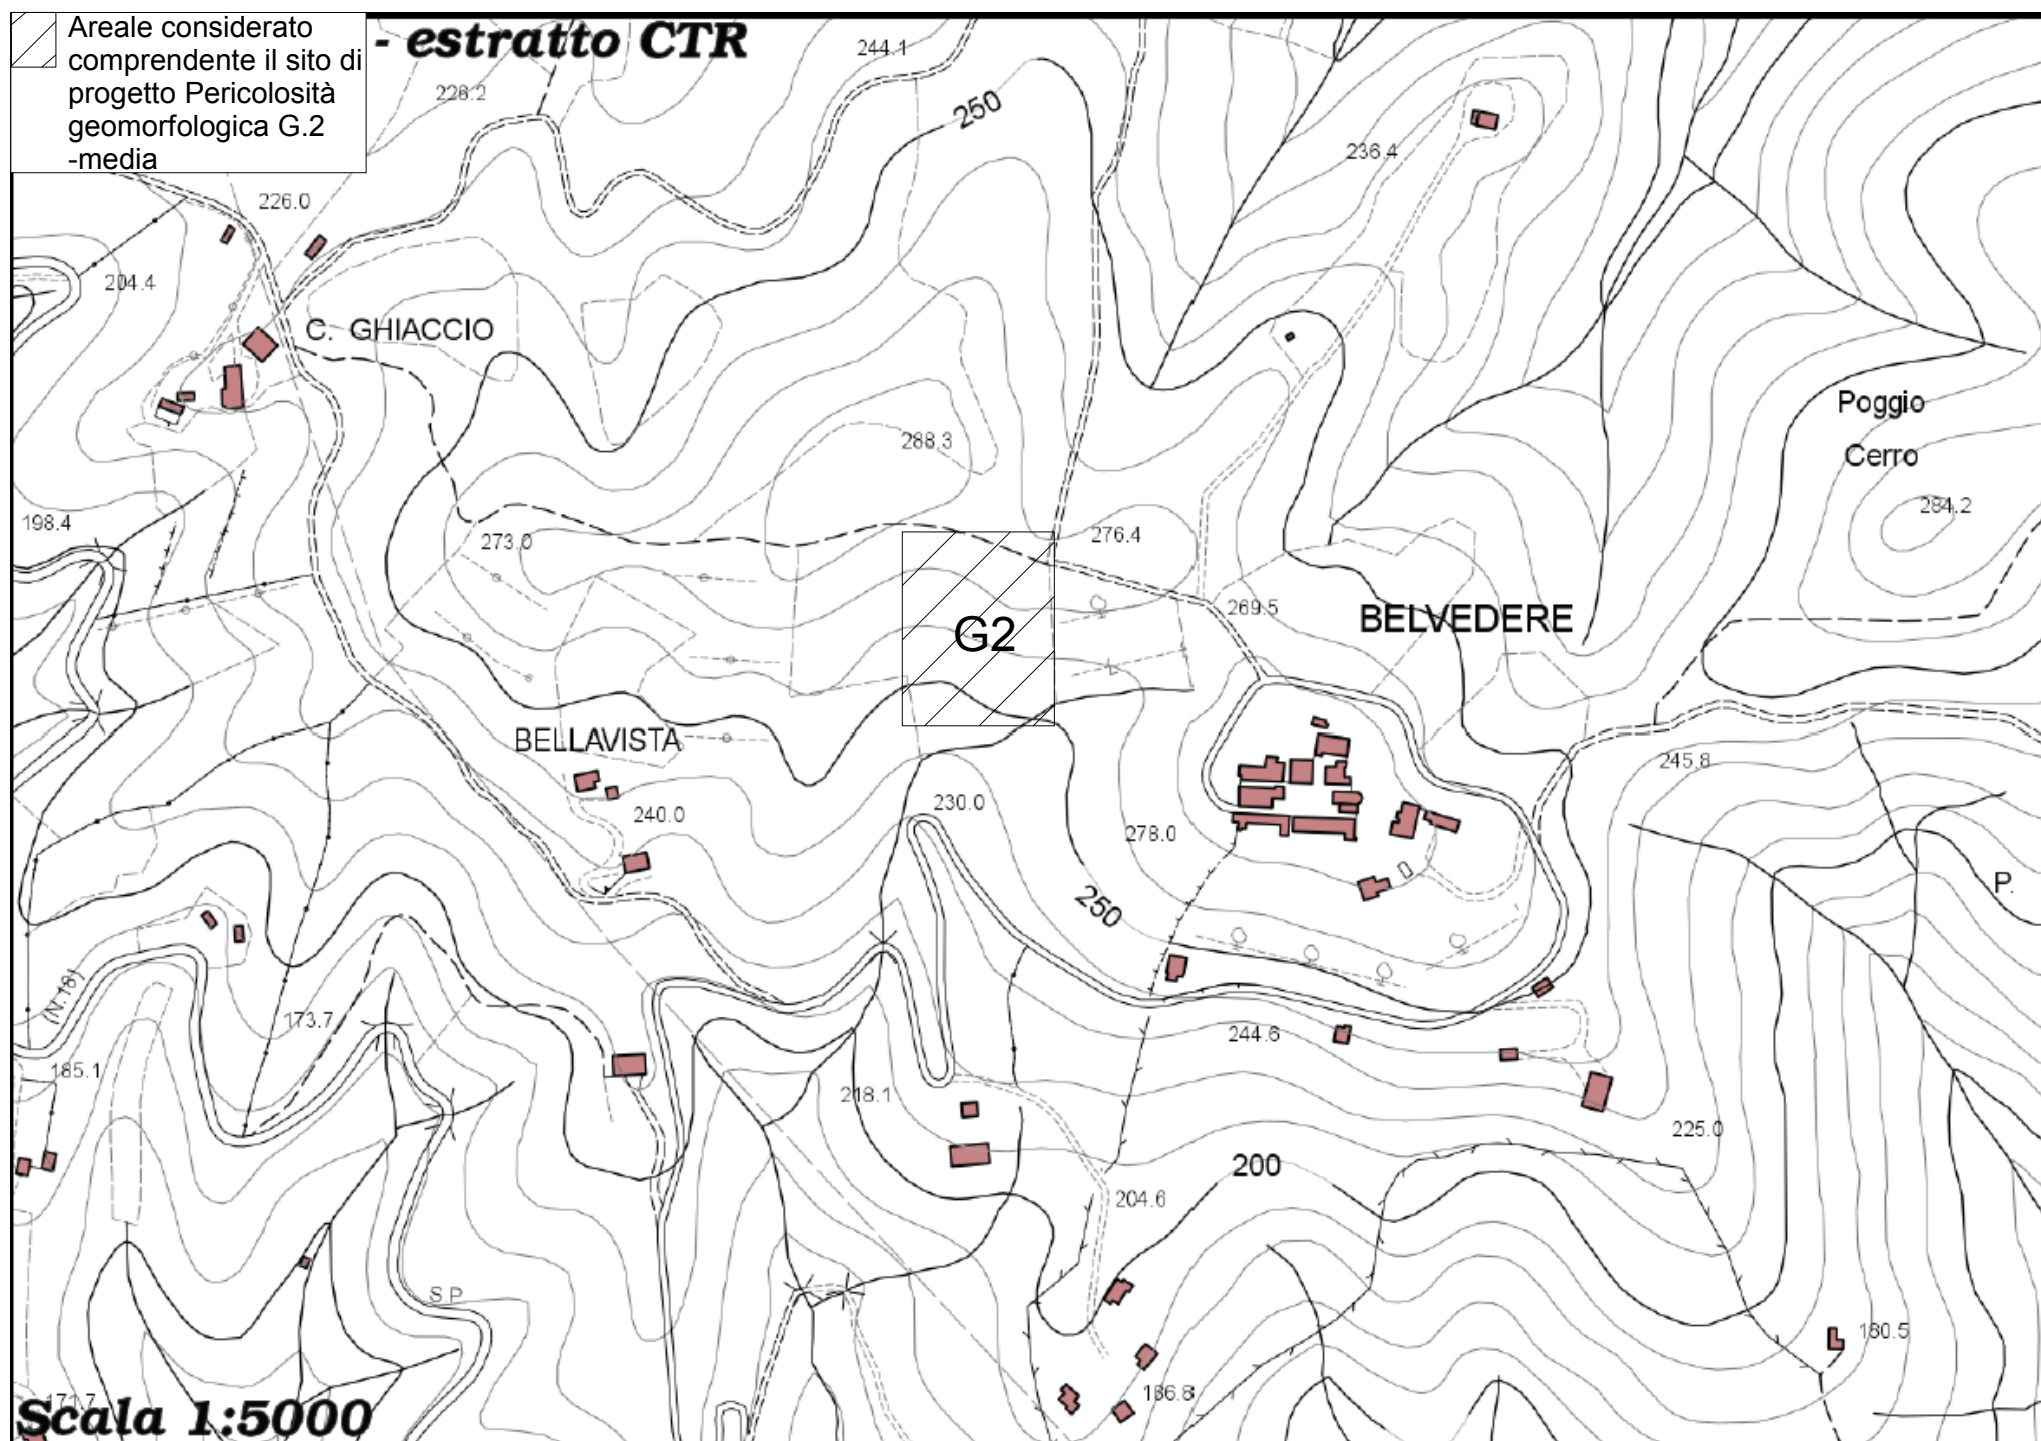 Areale considerato
comprendente il sito di
progetto Pericolosità
geomorfologica G.2
-media
- estratto CTR
244.1
226.2
250
236.4
226.0
204.4
C. GHIACCIO
Poggio
Cerro
288.3
284.2
198.4
273.0
276.4
269.5
BELVEDERE
G2
BELLAVISTA
245.8
240.0
230.0
278.0
250
P.
(N.18)
173.7
244.6
185.1
218.1
225.0
200
204.6
S.P
180.5
186.8
Scala 1:5000